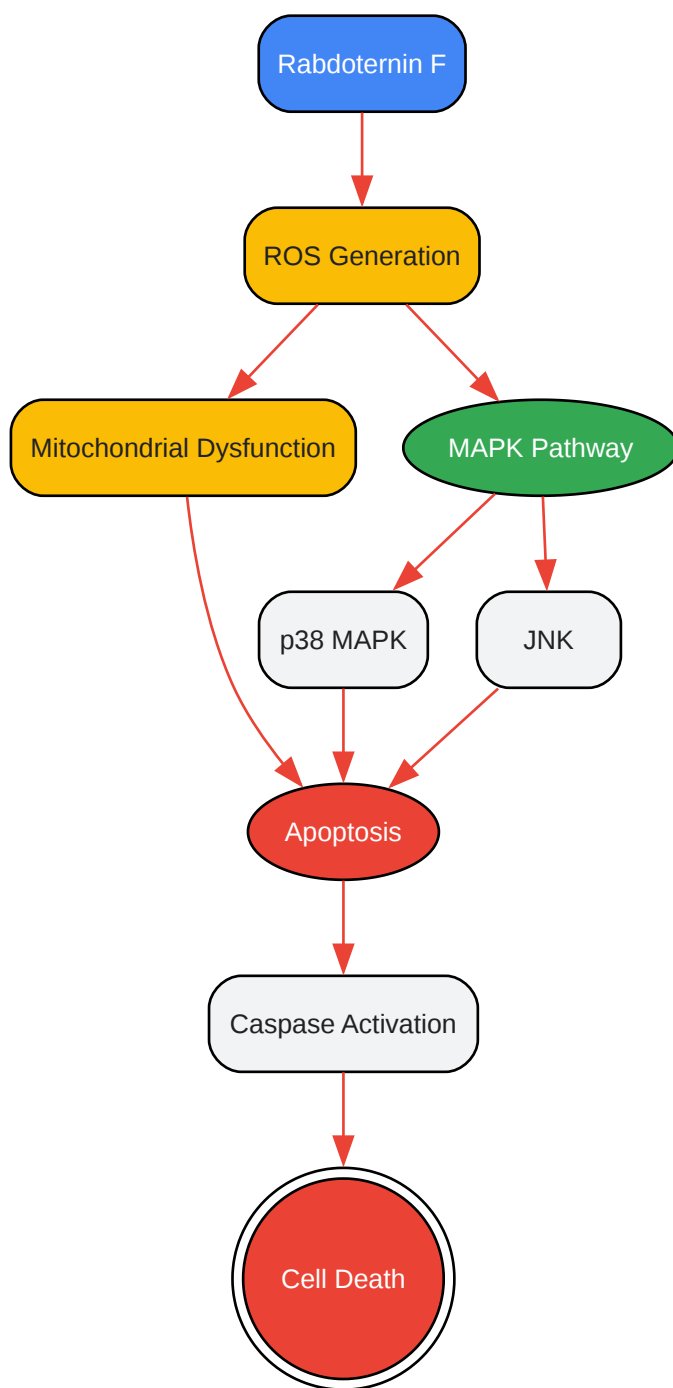 Rabdoternin F
ROS Generation
Mitochondrial Dysfunction
MAPK Pathway
p38 MAPK
JNK
Apoptosis
Caspase Activation
Cell Death